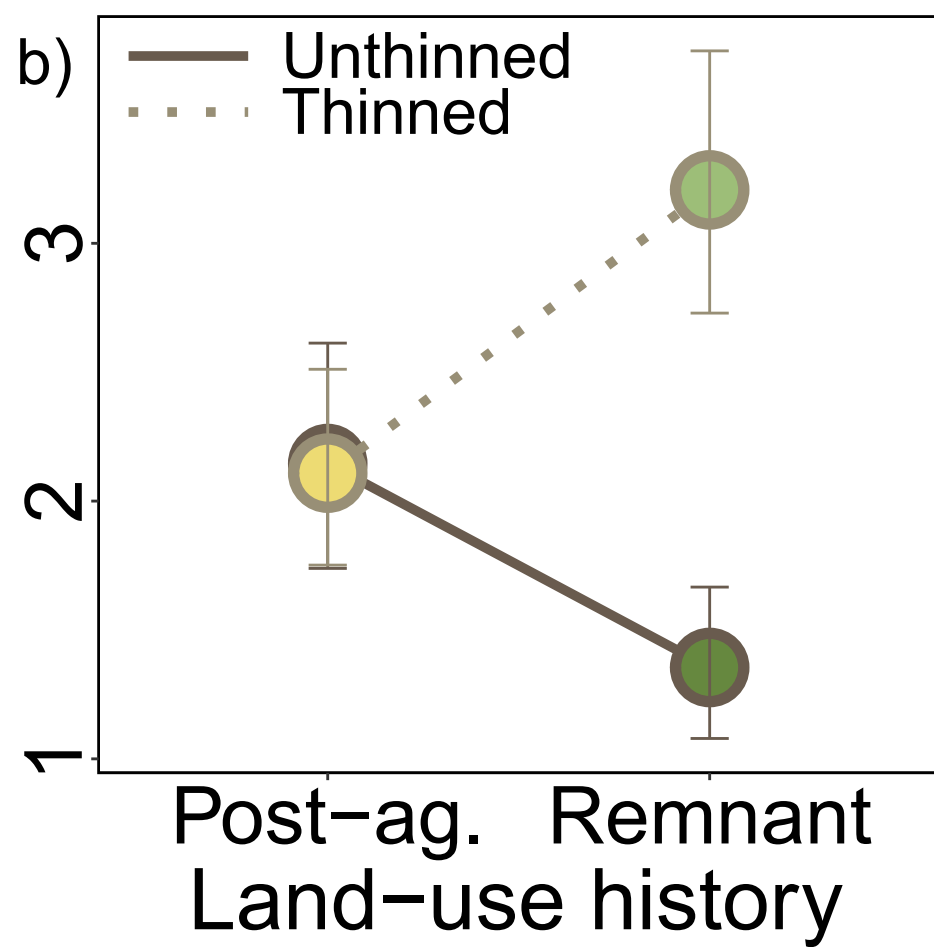 b)
Unthinned
Thinned
3
2
1
Post−ag. Remnant
Land−use history